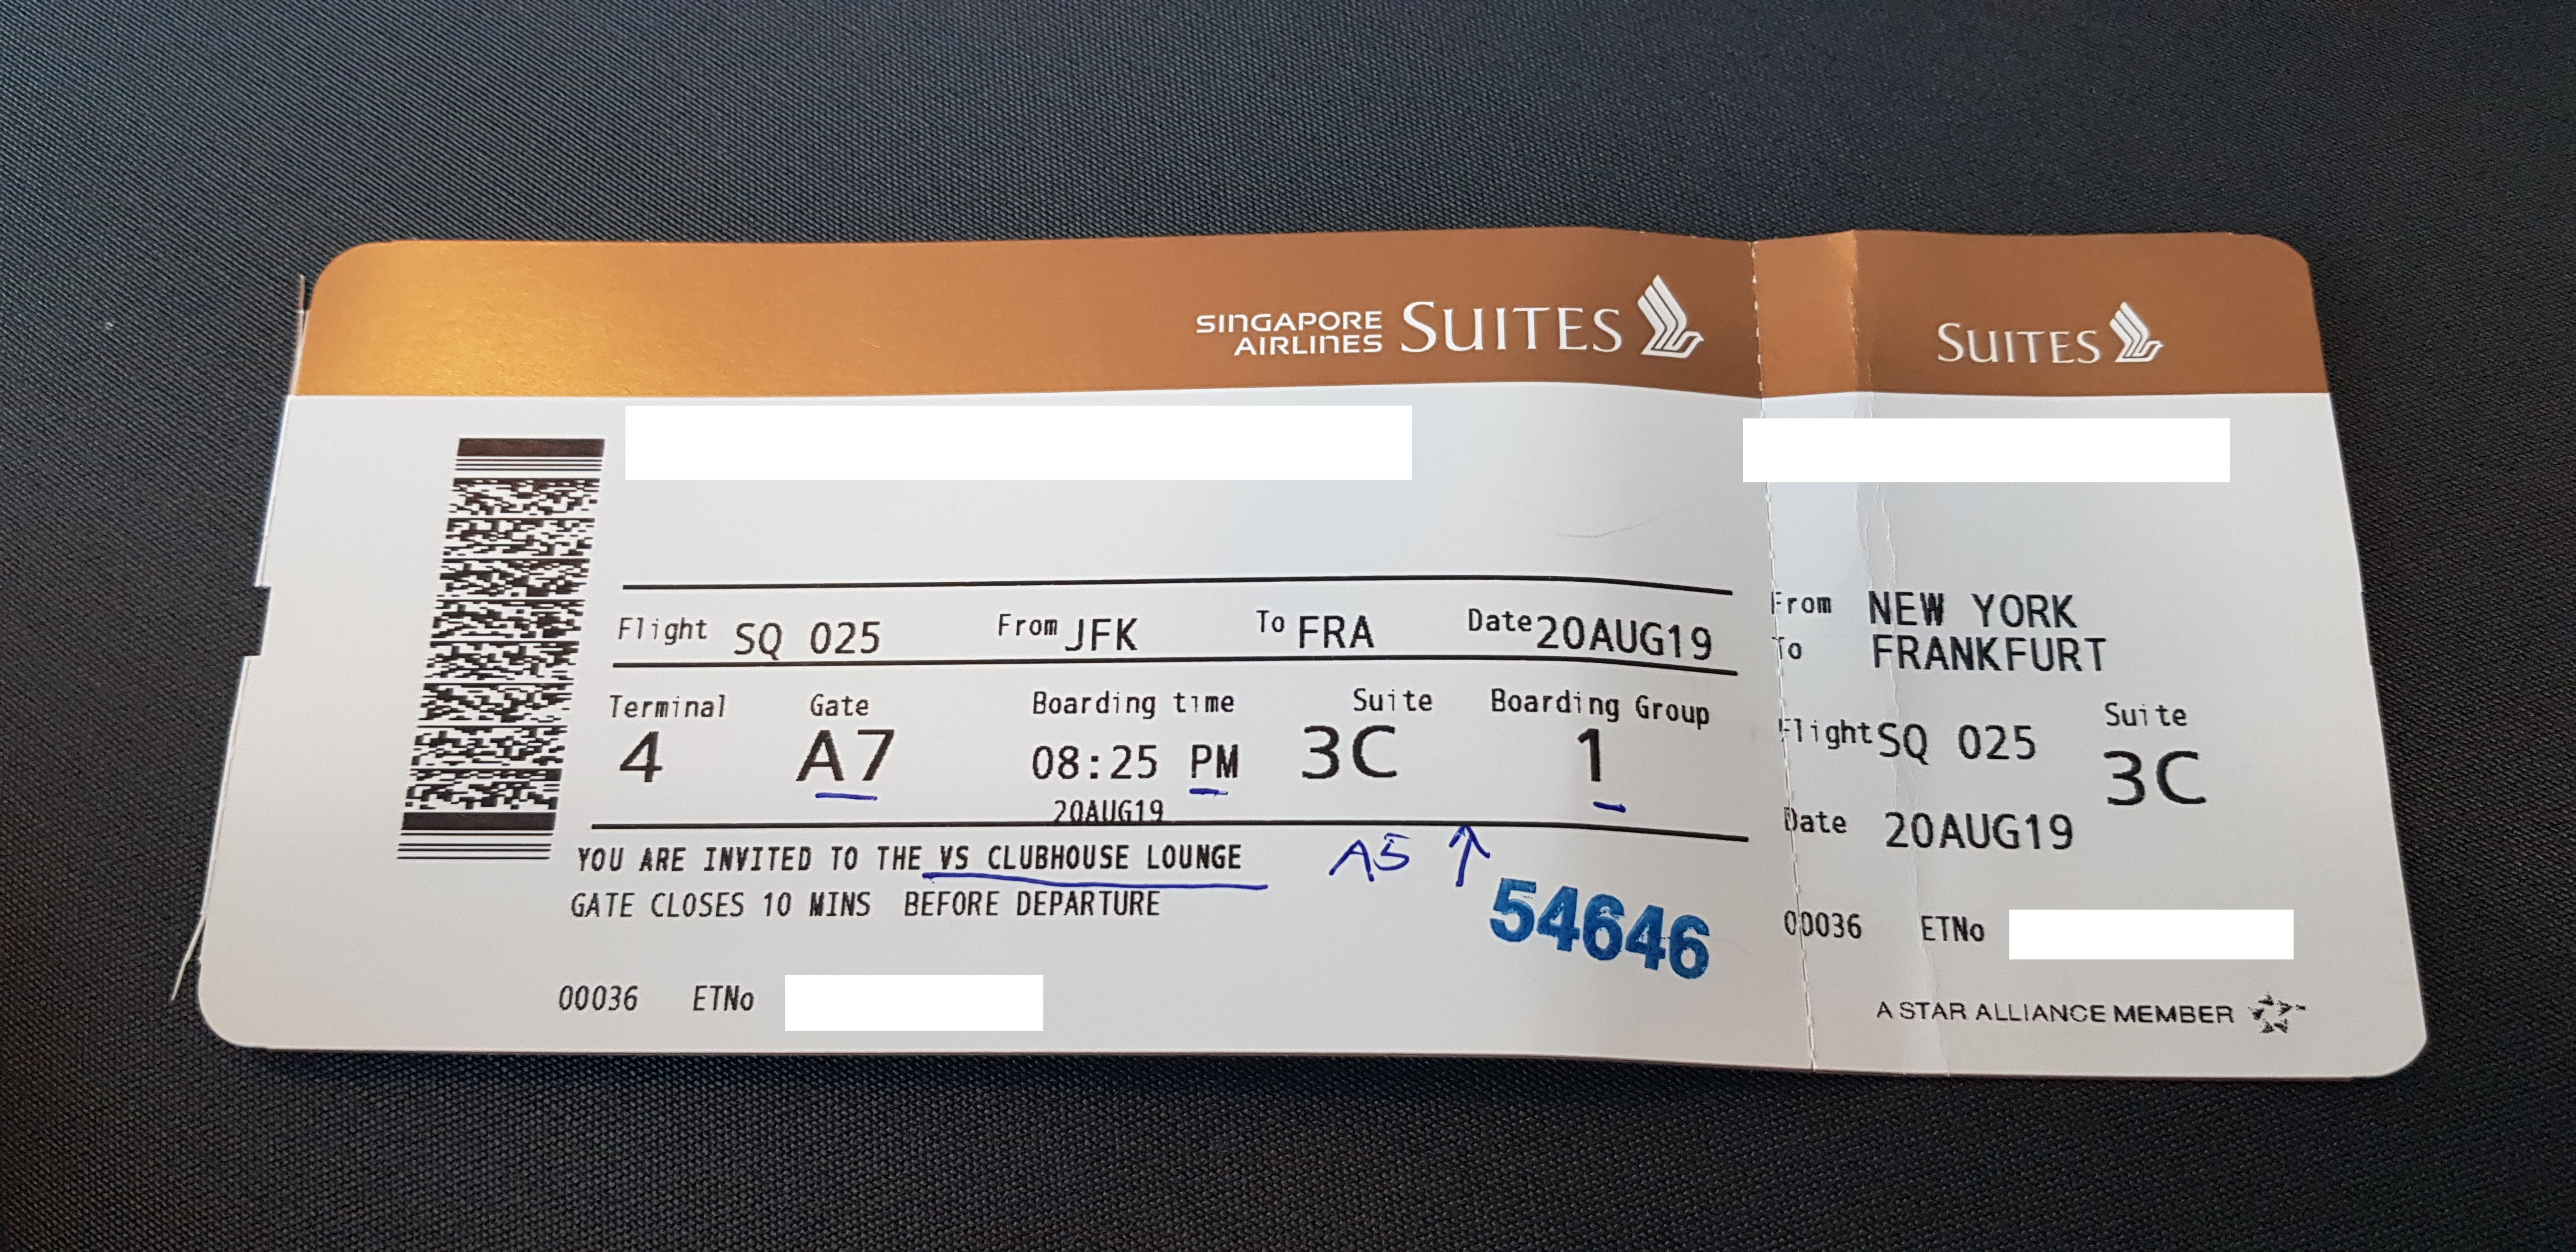 SINGAPORE
AIRLINES SUITES
Flight SQ 025 From JFK To FRA Date 20AUG19
Terminal Gate Boarding time Suite Boarding Group
4 A7 08:25 PM 3C 1
20AUG19
YOU ARE INVITED TO THE VS CLUBHOUSE LOUNGE A5 ↑
GATE CLOSES 10 MINS BEFORE DEPARTURE
54646
00036 ETNo
SUITES
From NEW YORK
To FRANKFURT
Flight SQ 025 Suite
3C
Date 20AUG19
00036 ETNo
A STAR ALLIANCE MEMBER